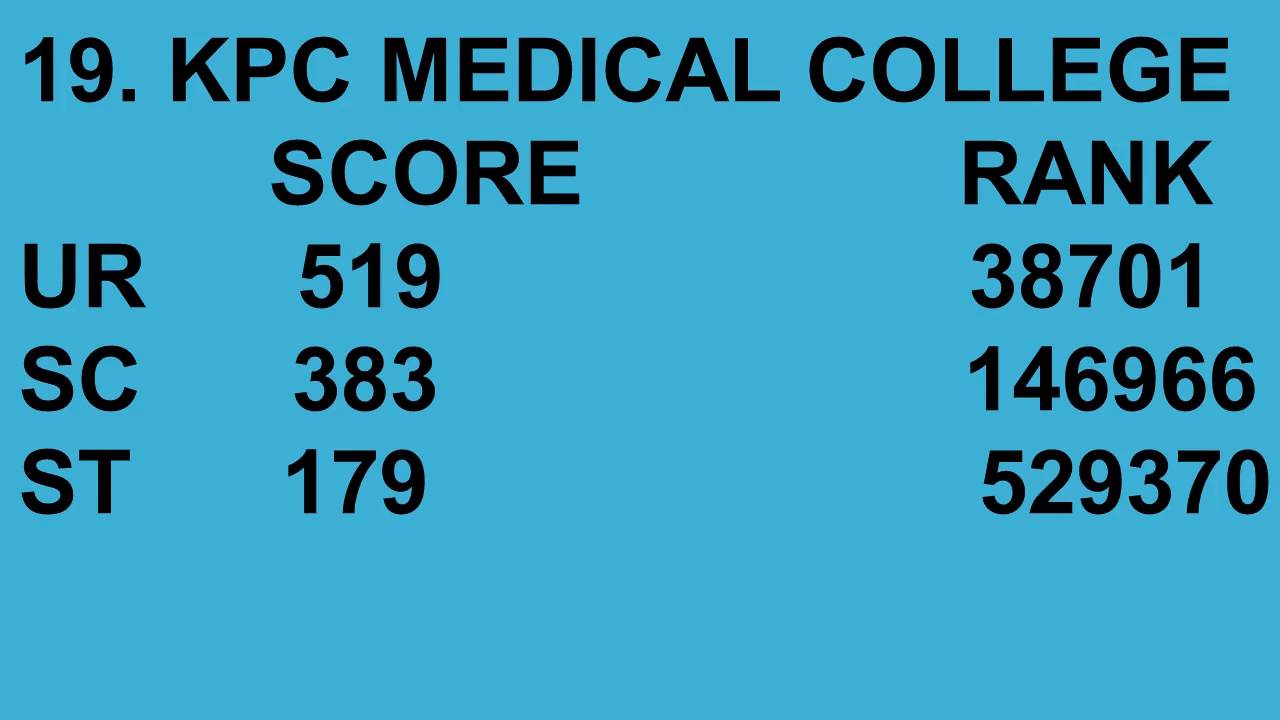 19. KPC MEDICAL COLLEGE
SCORE RANK
UR 519 38701
SC 383 146966
ST 179 529370